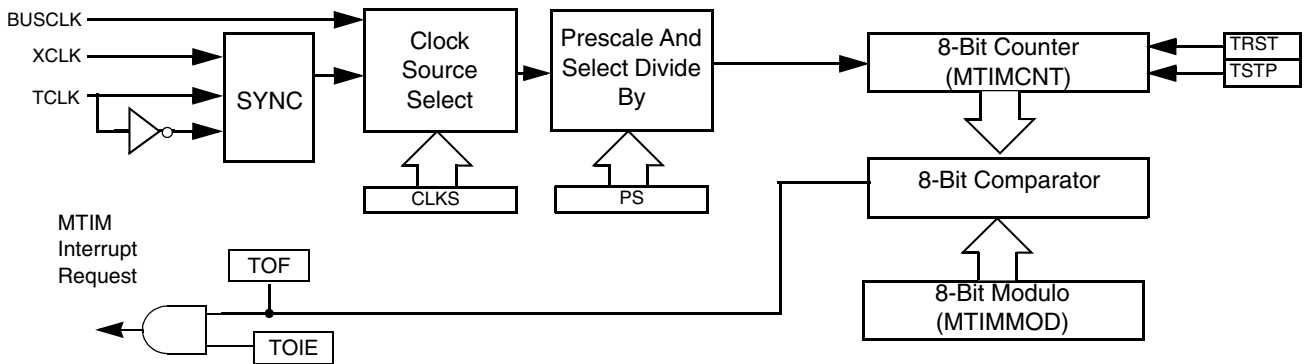 BUSCLK
XCLK
TCLK
SYNC
Clock
Source
Select
CLKS
Prescale And
Select Divide
By
PS
8-Bit Counter
(MTIMCNT)
TRST
TSTP
8-Bit Comparator
8-Bit Modulo
(MTIMMOD)
MTIM
Interrupt
Request
TOF
TOIE